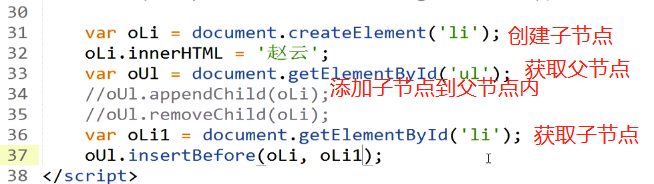 30
31 var oLi = document.createElement('li'); 创建子节点
32 oLi.innerHTML = '赵云';
33 var oUl = document.getElementById('ul'); 获取父节点
34 //oUl.appendChild(oLi); 添加子节点到父节点内
35 //oUl.removeChild(oLi);
36 var oLi1 = document.getElementById('li'); 获取子节点
37 oUl.insertBefore(oLi, oLi1);
38 </script>